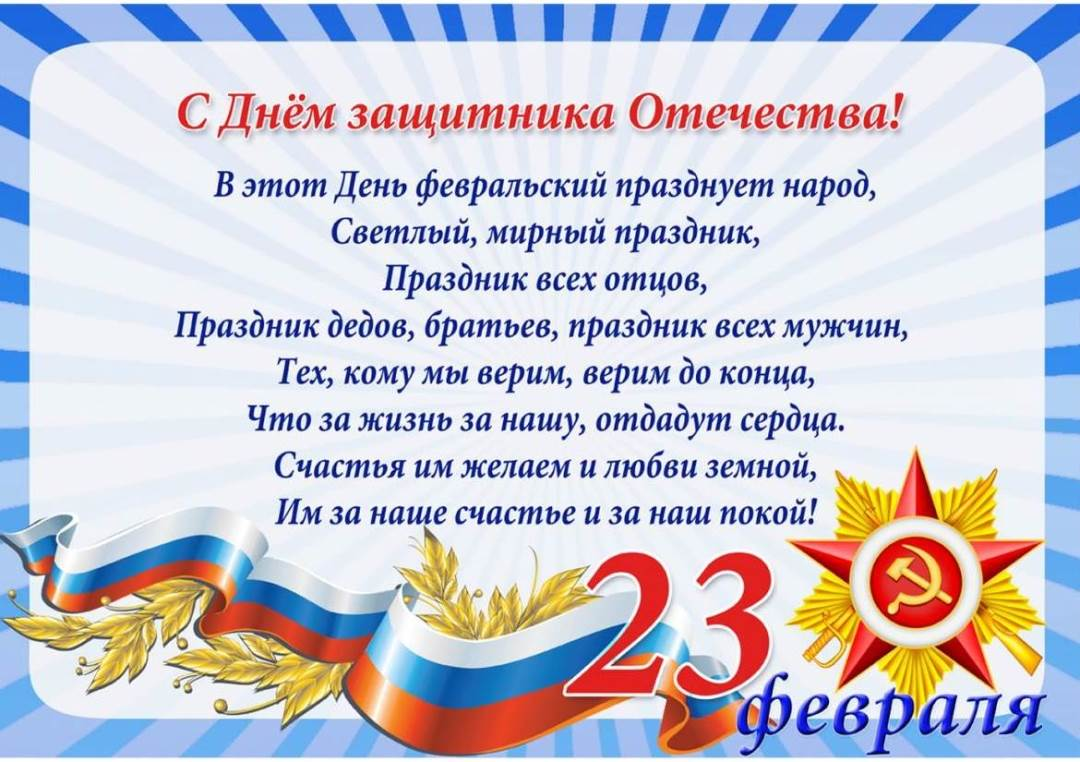 С Днём защитника Отечества!
В этот День февральский празднует народ,
Светлый, мирный праздник,
Праздник всех отцов,
Праздник дедов, братьев, праздник всех мужчин,
Тех, кому мы верим, верим до конца,
Что за жизнь за нашу, отдадут сердца.
Счастья им желаем и любви земной,
Им за наше счастье и за наш покой!
23
февраля